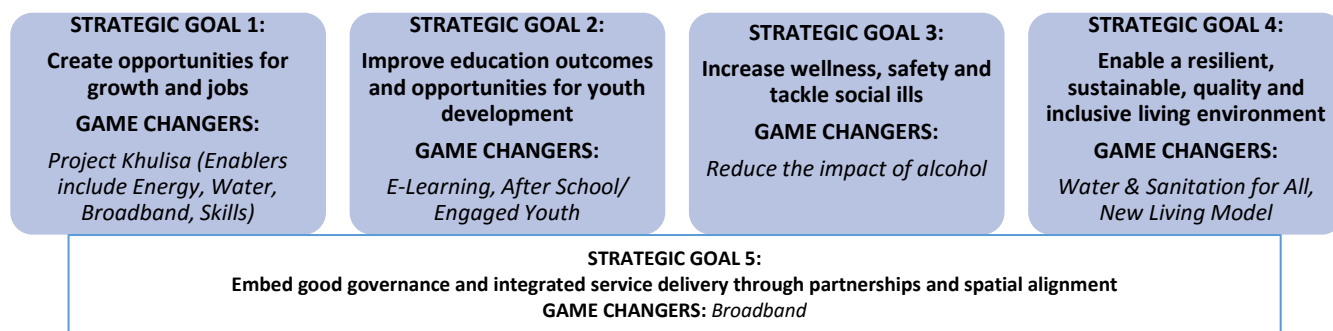 STRATEGIC GOAL 1:
Create opportunities for
growth and jobs
GAME CHANGERS:
Project Khulisa (Enablers
include Energy, Water,
Broadband, Skills)
STRATEGIC GOAL 2:
Improve education outcomes
and opportunities for youth
development
GAME CHANGERS:
E-Learning, After School/
Engaged Youth
STRATEGIC GOAL 3:
Increase wellness, safety and
tackle social ills
GAME CHANGERS:
Reduce the impact of alcohol
STRATEGIC GOAL 4:
Enable a resilient,
sustainable, quality and
inclusive living environment
GAME CHANGERS:
Water & Sanitation for All,
New Living Model
STRATEGIC GOAL 5:
Embed good governance and integrated service delivery through partnerships and spatial alignment
GAME CHANGERS: Broadband